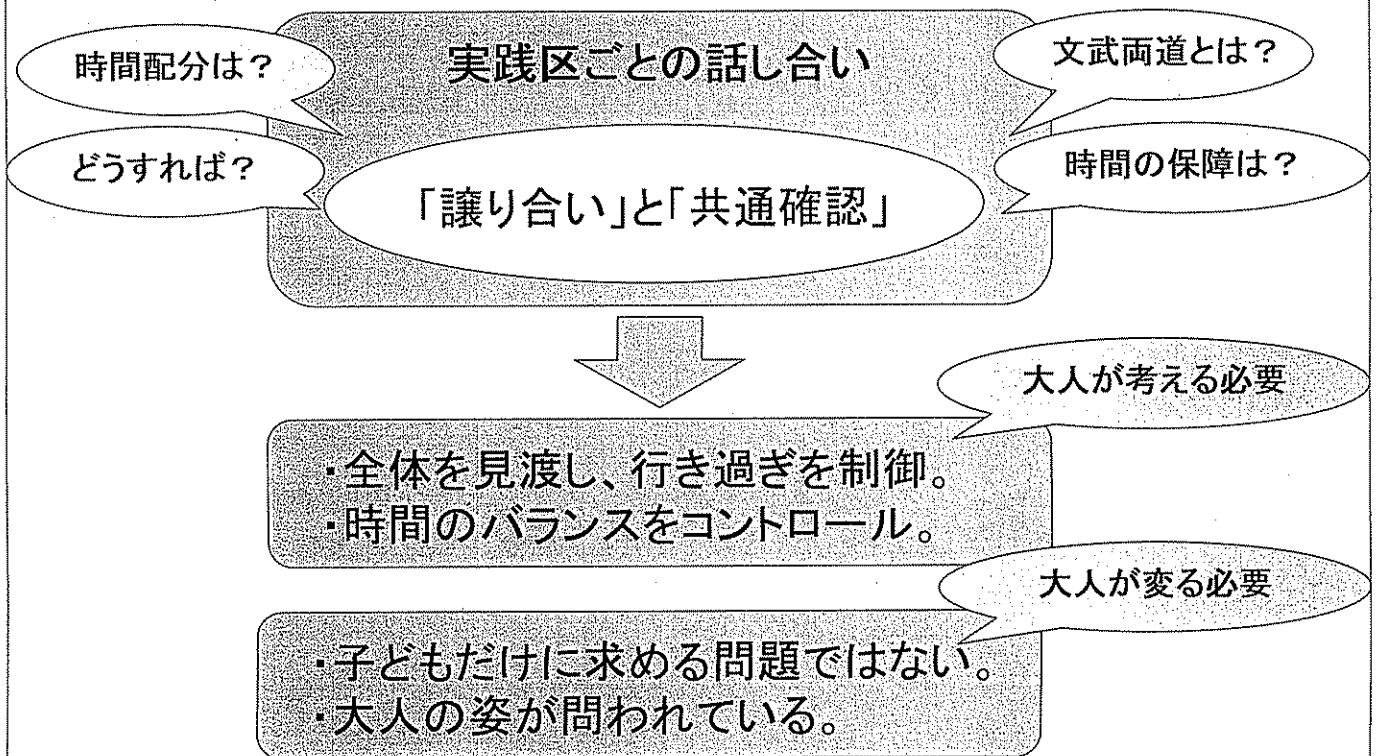 時間配分は？
実践区ごとの話し合い
文武両道とは？
どうすれば？
時間の保障は？
「譲り合い」と「共通確認」
大人が考える必要
・全体を見渡し、行き過ぎを制御。
・時間のバランスをコントロール。
大人が変る必要
・子どもだけに求める問題ではない。
・大人の姿が問われている。